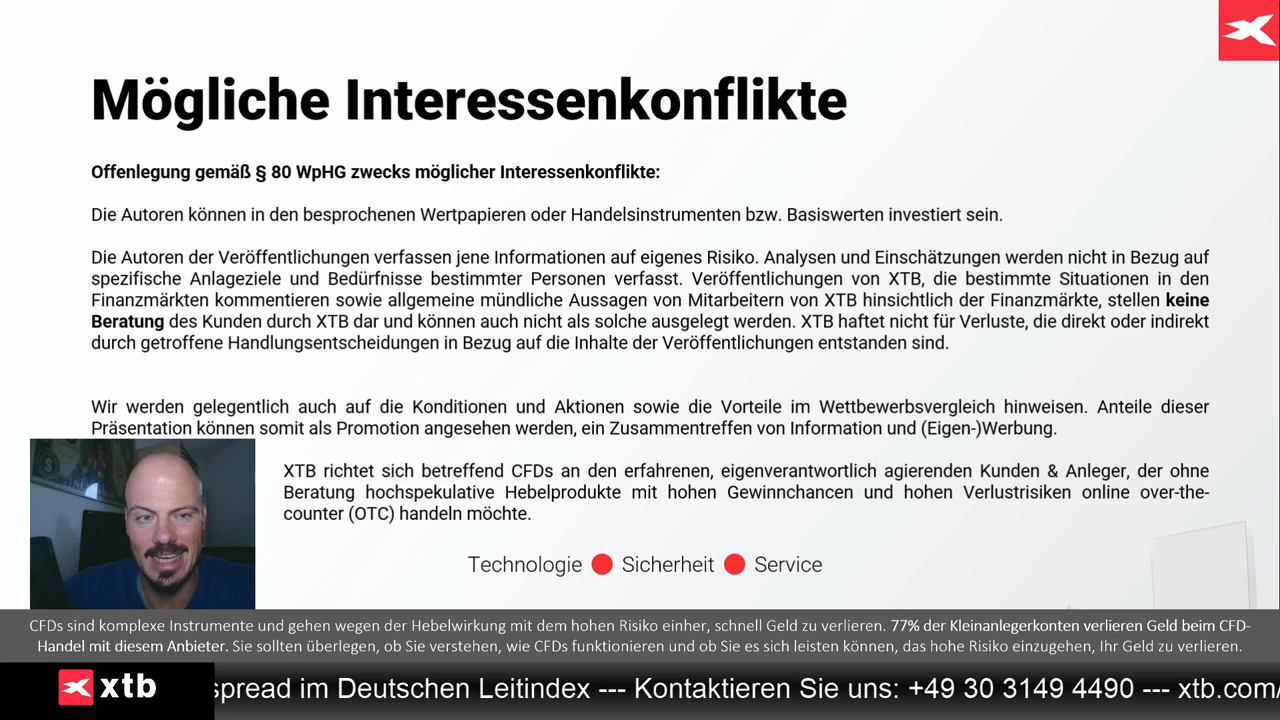 Mögliche Interessenkonflikte
Offenlegung gemäß § 80 WpHG zwecks möglicher Interessenkonflikte:
Die Autoren können in den besprochenen Wertpapieren oder Handelsinstrumenten bzw. Basiswerten investiert sein.
Die Autoren der Veröffentlichungen verfassen jene Informationen auf eigenes Risiko. Analysen und Einschätzungen werden nicht in Bezug auf
spezifische Anlageziele und Bedürfnisse bestimmter Personen verfasst. Veröffentlichungen von XTB, die bestimmte Situationen in den
Finanzmärkten kommentieren sowie allgemeine mündliche Aussagen von Mitarbeitern von XTB hinsichtlich der Finanzmärkte, stellen keine
Beratung des Kunden durch XTB dar und können auch nicht als solche ausgelegt werden. XTB haftet nicht für Verluste, die direkt oder indirekt
durch getroffene Handlungsentscheidungen in Bezug auf die Inhalte der Veröffentlichungen entstanden sind.
Wir werden gelegentlich auch auf die Konditionen und Aktionen sowie die Vorteile im Wettbewerbsvergleich hinweisen. Anteile dieser
Präsentation können somit als Promotion angesehen werden, ein Zusammentreffen von Information und (Eigen-)Werbung.
XTB richtet sich betreffend CFDs an den erfahrenen, eigenverantwortlich agierenden Kunden & Anleger, der ohne
Beratung hochspekulative Hebelprodukte mit hohen Gewinnchancen und hohen Verlustrisiken online over-the-
counter (OTC) handeln möchte.
Technologie Sicherheit Service
CFDs sind komplexe Instrumente und gehen wegen der Hebelwirkung mit dem hohen Risiko einher, schnell Geld zu verlieren. 77% der Kleinanlegerkonten verlieren Geld beim CFD-
Handel mit diesem Anbieter. Sie sollten überlegen, ob Sie verstehen, wie CFDs funktionieren und ob Sie es sich leisten können, das hohe Risiko einzugehen, Ihr Geld zu verlieren.
xtb spread im Deutschen Leitindex --- Kontaktieren Sie uns: +49 30 3149 4490 --- xtb.com/